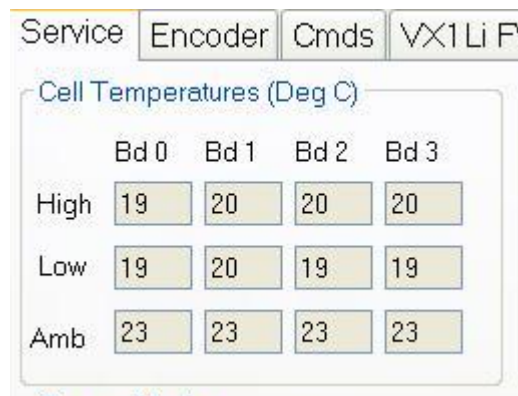 Service Encoder Cmds VX1Li
Cell Temperatures (Deg C)
Bd 0 Bd 1 Bd 2 Bd 3
High 19 20 20 20
Low 19 20 19 19
Amb 23 23 23 23